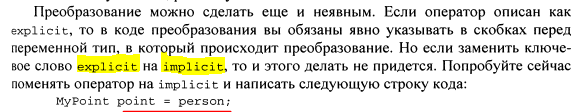 Преобразование можно сделать еще и неявным. Если оператор описан как
explicit, то в коде преобразования вы обязаны явно указывать в скобках перед
переменной тип, в который происходит преобразование. Но если заменить ключе-
вое слово explicit на implicit, то и этого делать не придется. Попробуйте сейчас
поменять оператор на implicit и написать следующую строку кода:
MyPoint point = person;